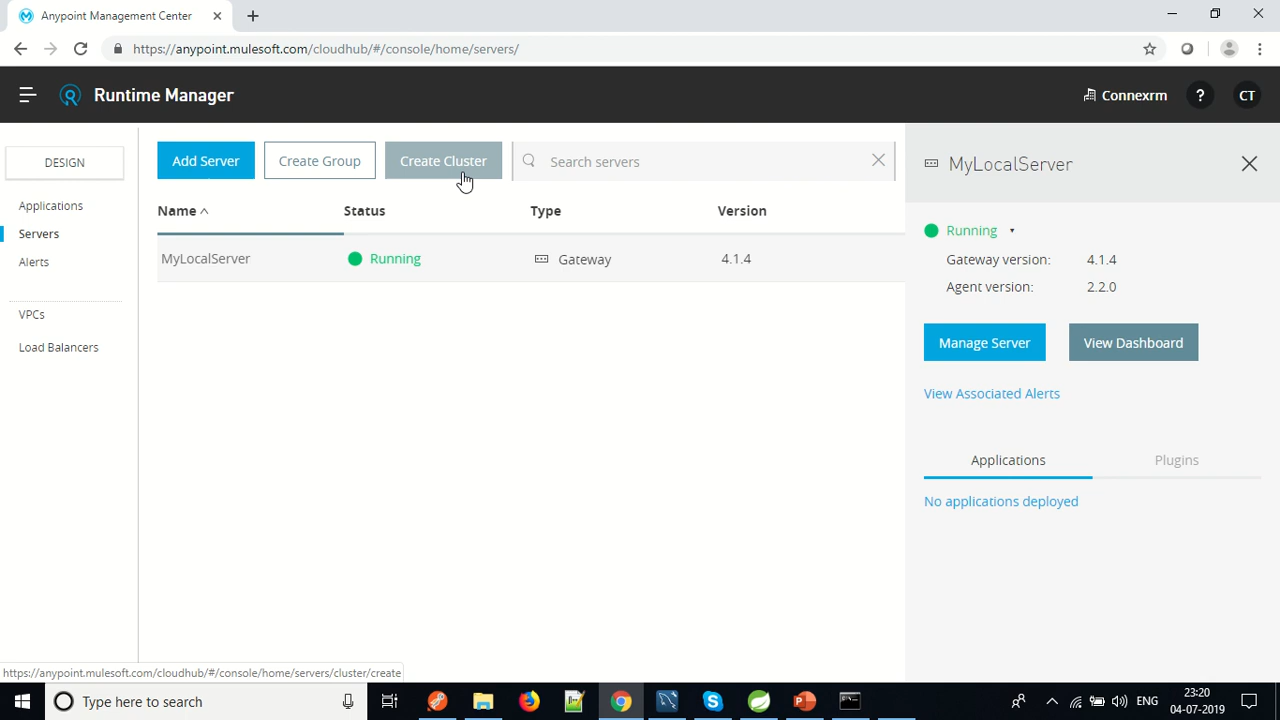 Anypoint Management Center
https://anypoint.mulesoft.com/cloudhub/#/console/home/servers/
Runtime Manager
Connexrm
?
CT
DESIGN
Applications
Servers
Alerts
VPCs
Load Balancers
Add Server
Create Group
Create Cluster
Search servers
Name
Status
Type
Version
MyLocalServer
Running
Gateway
4.1.4
MyLocalServer
Running
Gateway version: 4.1.4
Agent version: 2.2.0
Manage Server
View Dashboard
View Associated Alerts
Applications
Plugins
No applications deployed
https://anypoint.mulesoft.com/cloudhub/#/console/home/servers/cluster/create
Type here to search
ENG
23:20
04-07-2019